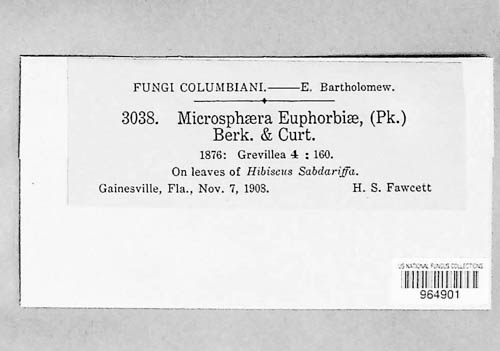 FUNGI COLUMBIANI.——E. Bartholomew.
3038. Microsphæra Euphorbiæ, (Pk.)
Berk. & Curt.
1876: Grevillea 4 : 160.
On leaves of Hibiscus Sabdariffa.
Gainesville, Fla., Nov. 7, 1908. H. S. Fawcett
US NATIONAL FUNGUS COLLECTIONS
964901